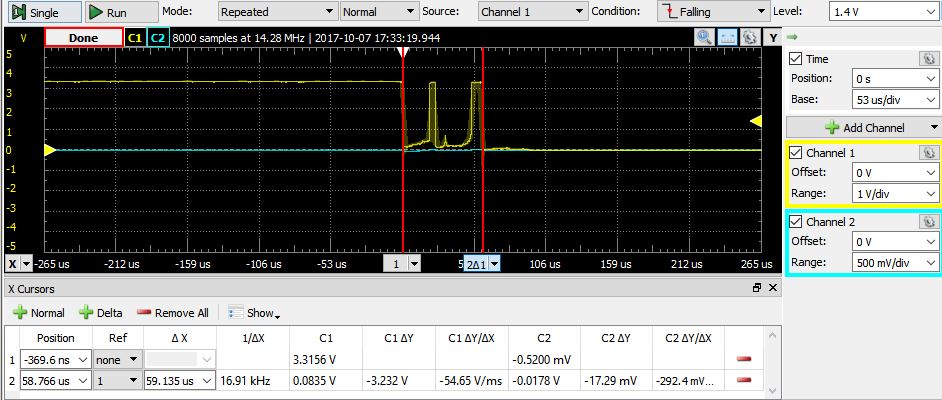 Single Run Mode: Repeated Normal Source: Channel 1 Condition: Falling Level: 1.4 V
V Done C1 C2 8000 samples at 14.28 MHz | 2017-10-07 17:33:19.944 Y
5
4
3
2
1
0
-1
-2
-3
-4
-5
X -265 us -212 us -159 us -106 us -53 us 1 5 2Δ1 106 us 159 us 212 us 265 us
Time
Position: 0 s
Base: 53 us/div
Add Channel
Channel 1
Offset: 0 V
Range: 1 V/div
Channel 2
Offset: 0 V
Range: 500 mV/div
X Cursors
Normal Delta Remove All Show
Position Ref Δ X 1/ΔX C1 C1 ΔY C1 ΔY/ΔX C2 C2 ΔY C2 ΔY/ΔX
1 -369.6 ns none 3.3156 V -0.5200 mV
2 58.766 us 1 59.135 us 16.91 kHz 0.0835 V -3.232 V -54.65 V/ms -0.0178 V -17.29 mV -292.4 mV...